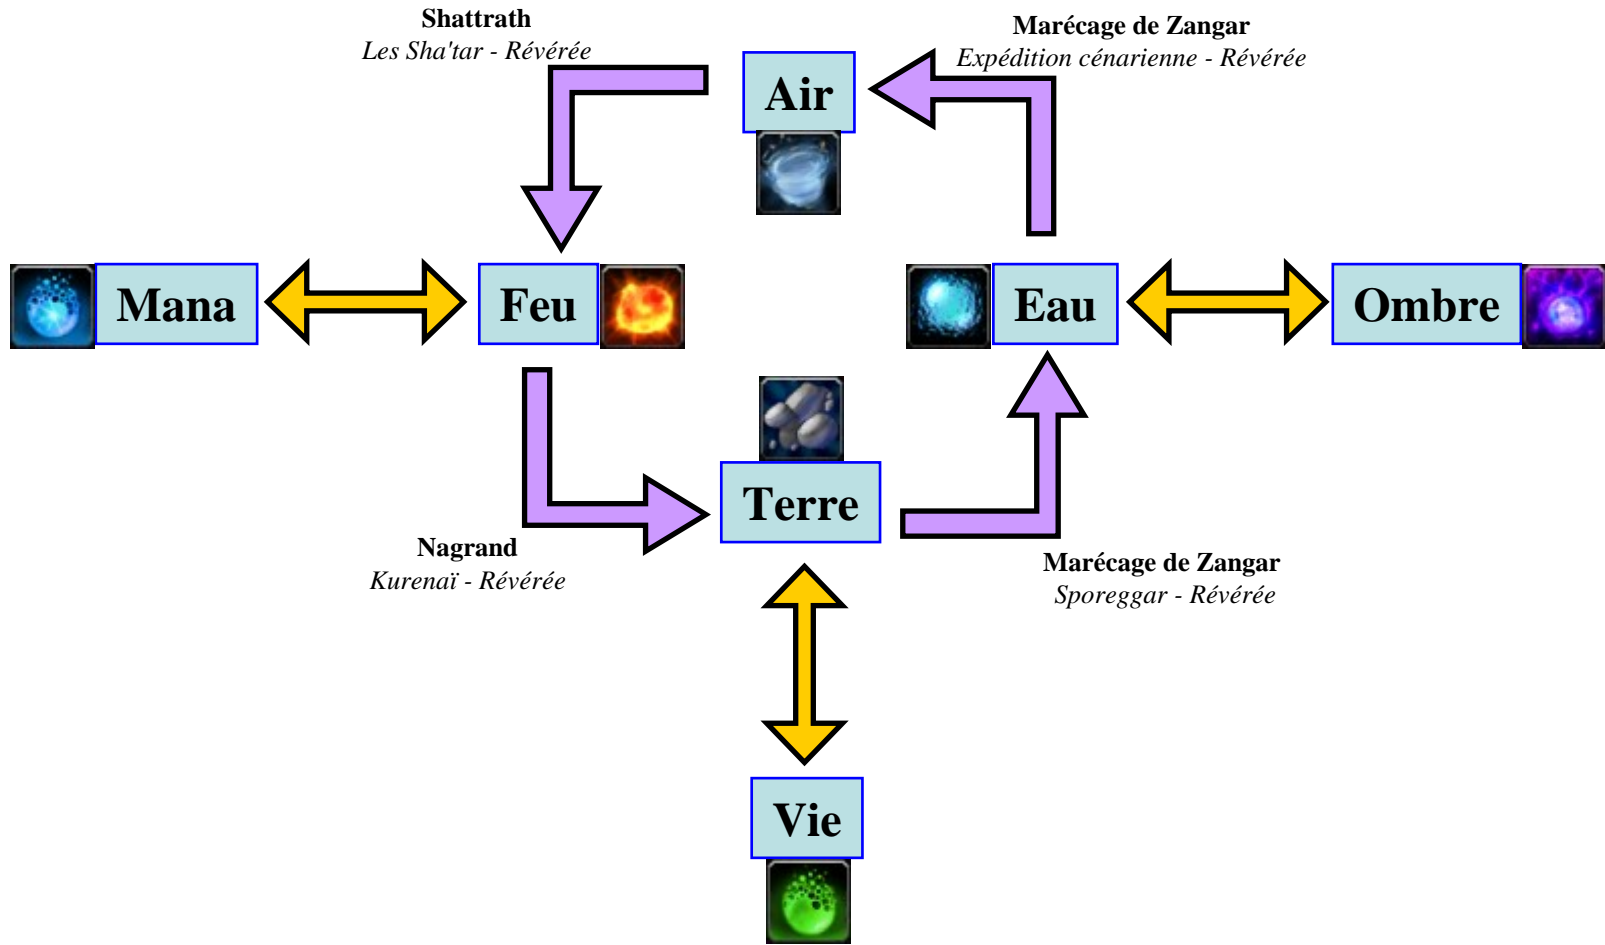 Shattrath
Les Sha'tar - Révérée
Marécage de Zangar
Expédition cénarienne - Révérée
Air
Mana
Feu
Eau
Ombre
Terre
Nagrand
Kurenaï - Révérée
Marécage de Zangar
Sporeggar - Révérée
Vie